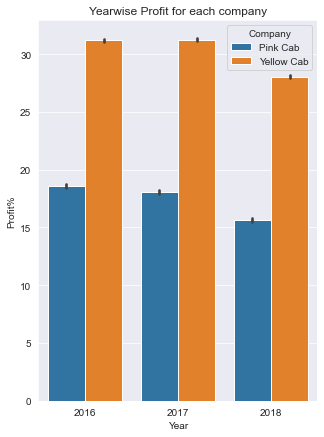 Yearwise Profit for each company
Company
Pink Cab
Yellow Cab
Profit%
30
25
20
15
10
5
0
2016 2017 2018
Year